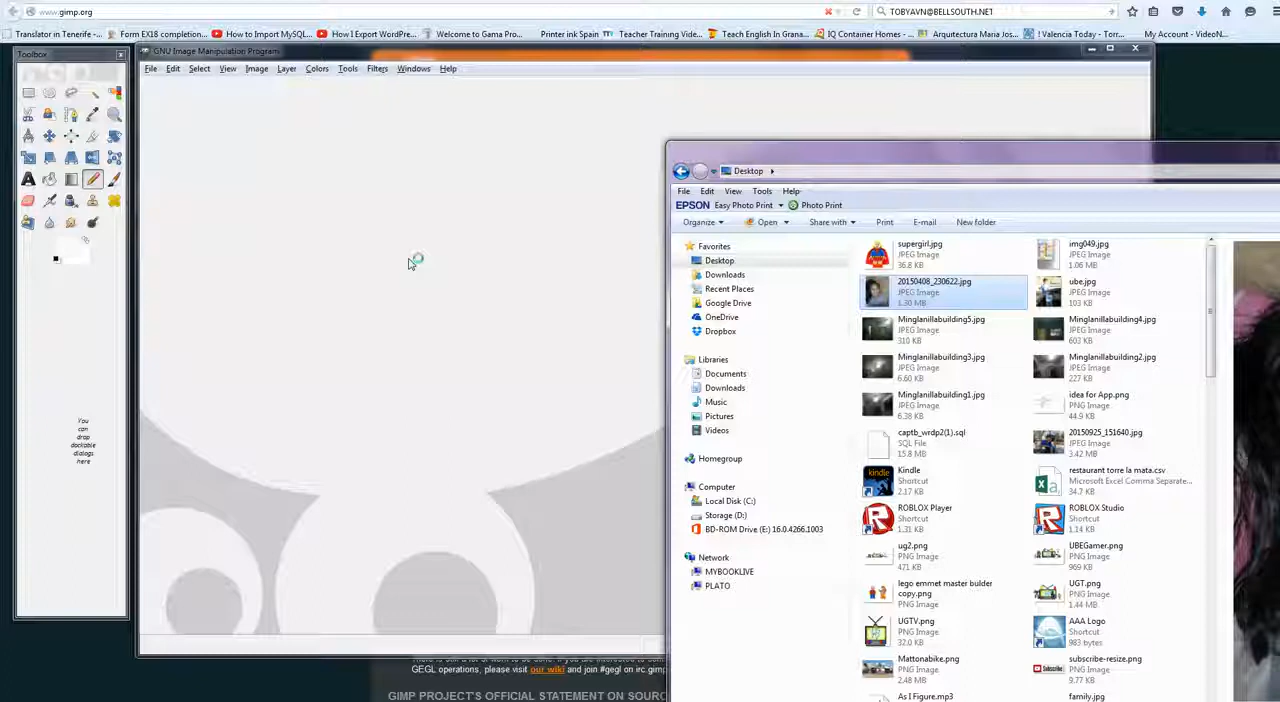 www.gimp.org
TOBYAVN@BELLSOUTH.NET
Translator in Tenerife -...
Form EX18 completion...
How to Import WordPre...
How I Export WordPre...
Welcome to Gama Pro...
Printer ink Spain
Teacher Training Vide...
Teach English In Grana...
IQ Container Homes - ...
Arquitectura Maria Jos...
! Valencia Today - Torr...
My Account - VideoN...
Toolbox
GNU Image Manipulation Program
File Edit Select View Image Layer Colors Tools Filters Windows Help
You
can
drop
dockable
dialogs
here
Desktop
File Edit View Tools Help
EPSON Easy Photo Print Photo Print
Organize Open Share with Print E-mail New folder
Favorites
Desktop
Downloads
Recent Places
Google Drive
OneDrive
Dropbox
Libraries
Documents
Downloads
Music
Pictures
Videos
Homegroup
Computer
Local Disk (C:)
Storage (D:)
BD-ROM Drive (E:) 16.0.4266.1003
Network
MYBOOKLIVE
PLATO
supergirl.jpg
JPEG Image
36.8 KB
img049.jpg
JPEG Image
1.06 MB
20150408_230622.jpg
JPEG Image
1.30 MB
ube.jpg
JPEG Image
103 KB
Minglanillabuilding5.jpg
JPEG Image
310 KB
Minglanillabuilding4.jpg
JPEG Image
603 KB
Minglanillabuilding3.jpg
JPEG Image
6.60 KB
Minglanillabuilding2.jpg
JPEG Image
227 KB
Minglanillabuilding1.jpg
JPEG Image
6.38 KB
idea for App.png
PNG Image
44.9 KB
captb_wrdp2(1).sql
SQL File
15.8 MB
20150925_151640.jpg
JPEG Image
3.42 MB
Kindle
Shortcut
2.17 KB
restaurant torre la mata.csv
Microsoft Excel Comma Separate...
34.7 KB
ROBLOX Player
Shortcut
1.31 KB
ROBLOX Studio
Shortcut
1.14 KB
ug2.png
PNG Image
471 KB
UBEGamer.png
PNG Image
969 KB
lego emmet master bulder
copy.png
PNG Image
UGT.png
PNG Image
1.44 MB
UGTV.png
PNG Image
32.0 KB
AAA Logo
Shortcut
983 bytes
Mattonabike.png
PNG Image
2.48 MB
subscribe-resize.png
PNG Image
9.77 KB
As I Figure.mp3
family.jpg
GEGL operations, please visit our wiki and join #gegl on irc.gimp
GIMP PROJECT'S OFFICIAL STATEMENT ON SOURC